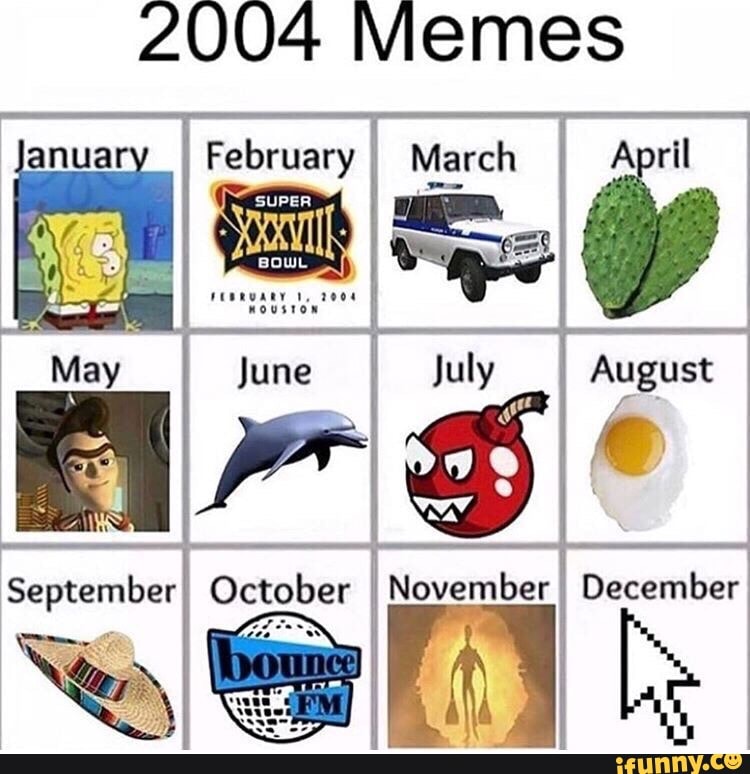 2004 Memes
January February March April
SUPER
XXXVIII
BOWL
FEBRUARY 1, 2004
HOUSTON
May June July August
September October November December
bounce
FM
ifunny.co